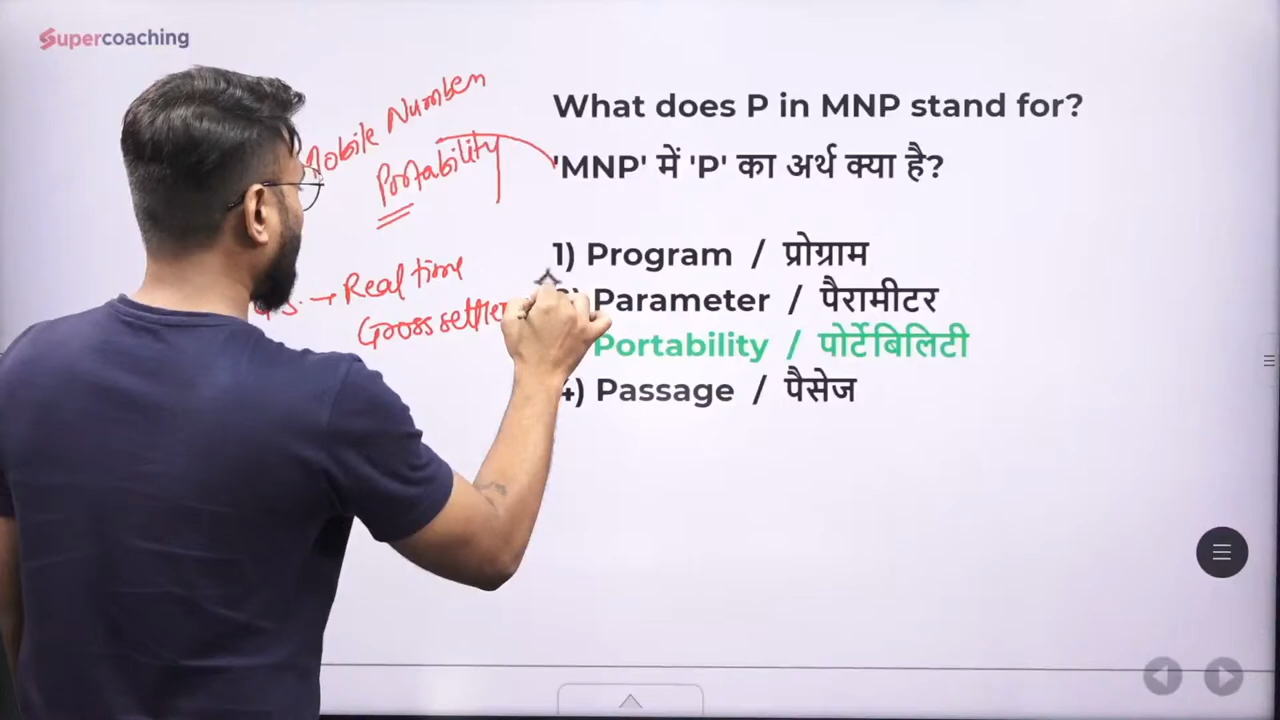 Supercoaching
Mobile Number
Portability
→ Real time
Gross
What does P in MNP stand for?
'MNP' में 'P' का अर्थ क्या है?
1) Program / प्रोग्राम
Parameter / पैरामीटर
Portability / पोर्टेबिलिटी
4) Passage / पैसेज